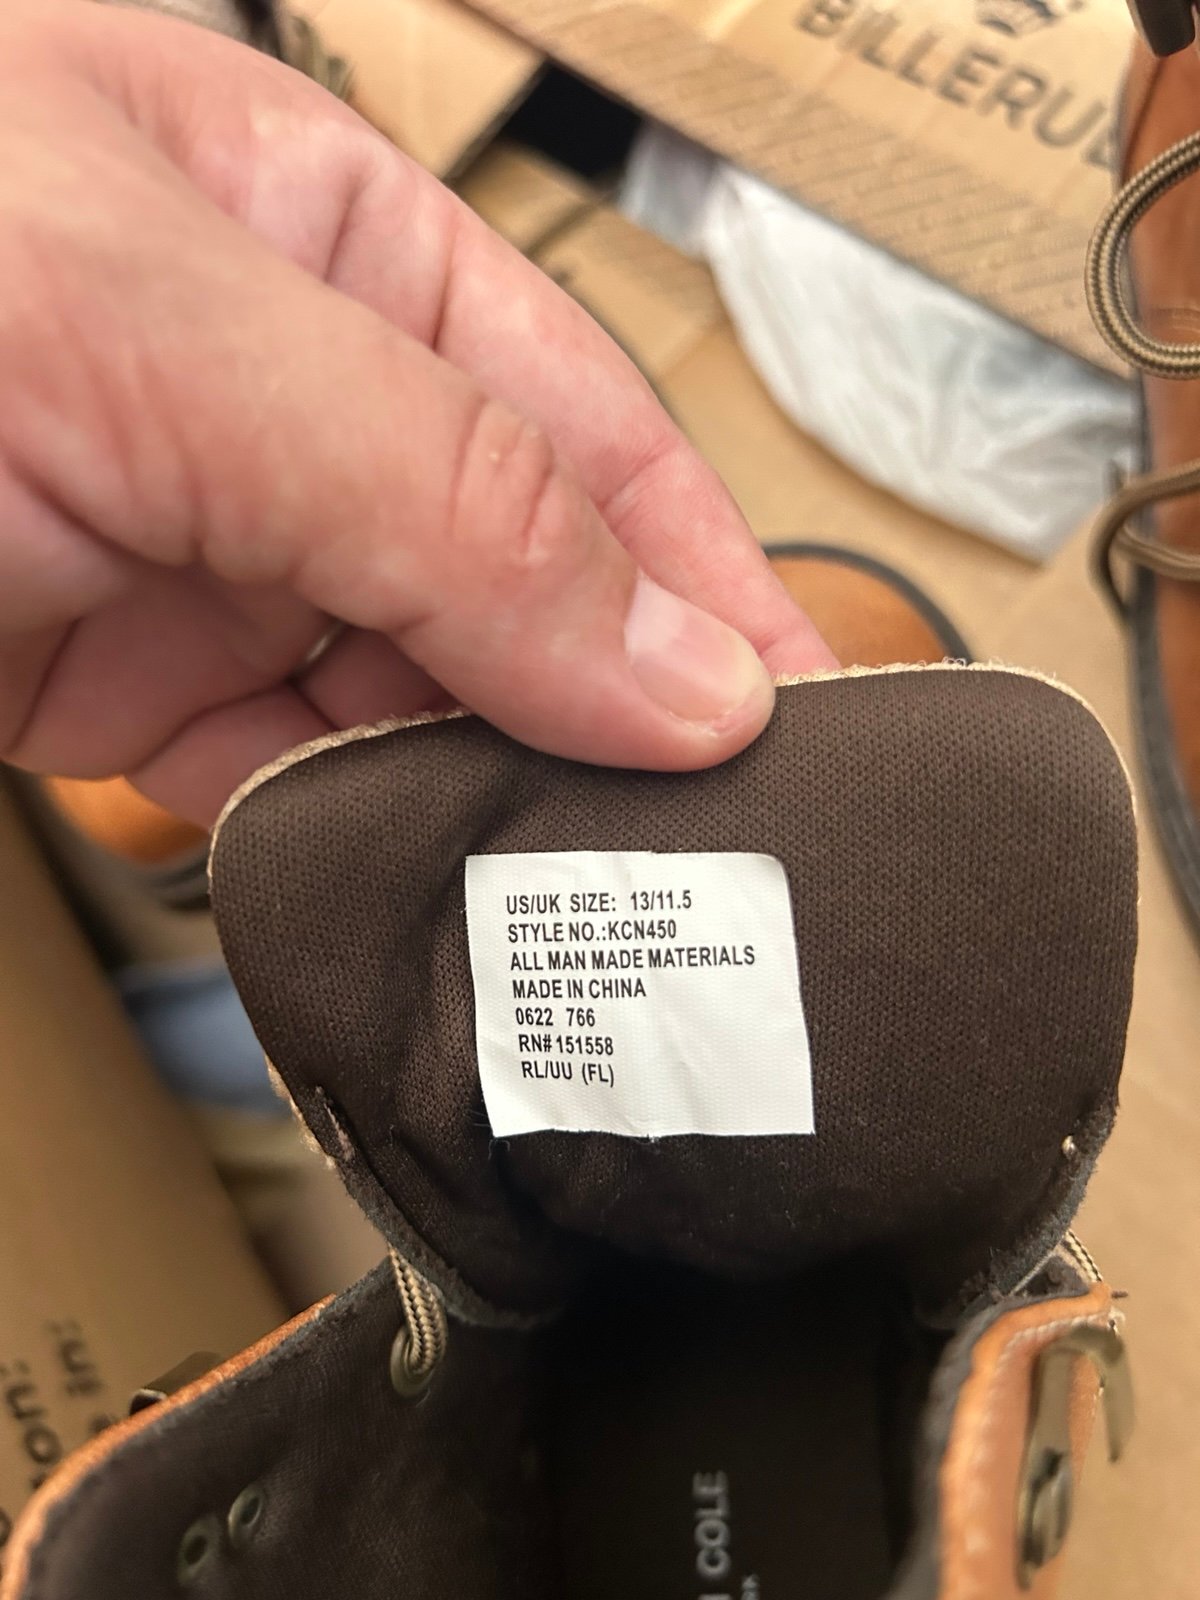 BILLERU
US/UK SIZE: 13/11.5
STYLE NO.:KCN450
ALL MAN MADE MATERIALS
MADE IN CHINA
0622 766
RN# 151558
RL/UU (FL)
COLE